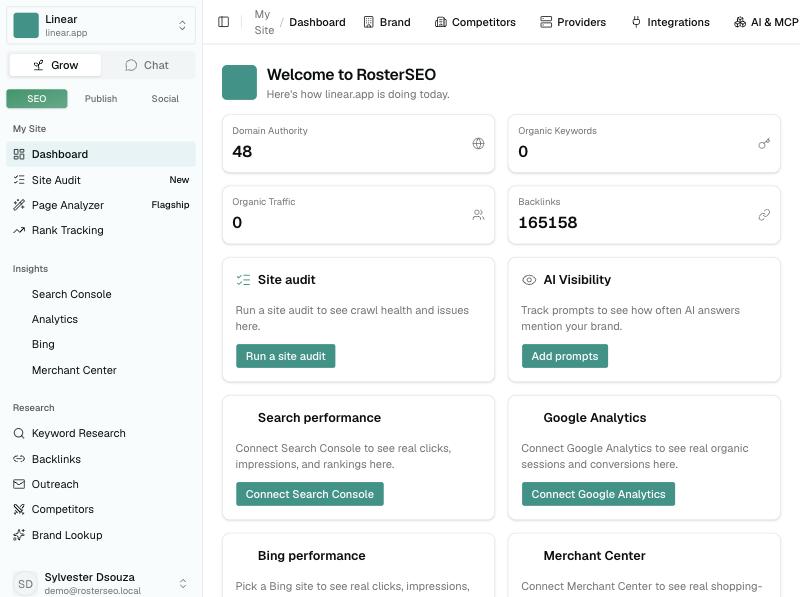 Linear
linear.app
Grow
Chat
SEO
Publish
Social
My Site
Dashboard
Site Audit
New
Page Analyzer
Flagship
Rank Tracking
Insights
Search Console
Analytics
Bing
Merchant Center
Research
Keyword Research
Backlinks
Outreach
Competitors
Brand Lookup
SD
Sylvester Dsouza
demo@rosterseo.local
My
Site
/
Dashboard
Brand
Competitors
Providers
Integrations
AI & MCP
Welcome to RosterSEO
Here's how linear.app is doing today.
Domain Authority
48
Organic Keywords
0
Organic Traffic
0
Backlinks
165158
Site audit
Run a site audit to see crawl health and issues
here.
Run a site audit
AI Visibility
Track prompts to see how often AI answers
mention your brand.
Add prompts
Search performance
Connect Search Console to see real clicks,
impressions, and rankings here.
Connect Search Console
Google Analytics
Connect Google Analytics to see real organic
sessions and conversions here.
Connect Google Analytics
Bing performance
Pick a Bing site to see real clicks, impressions,
Merchant Center
Connect Merchant Center to see real shopping-